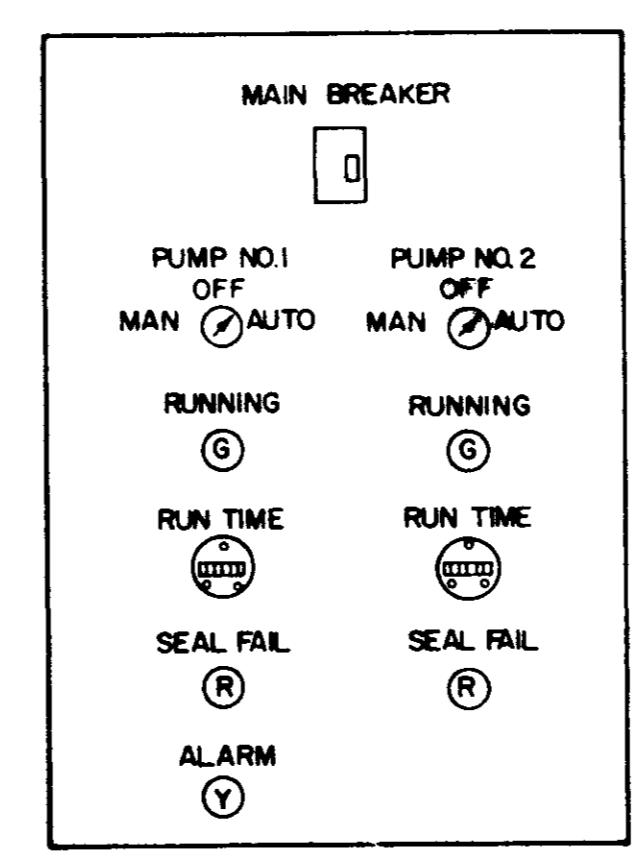 MAIN BREAKER
PUMP NO.1 PUMP NO.2
OFF OFF
MAN AUTO MAN AUTO
RUNNING RUNNING
G G
RUN TIME RUN TIME
SEAL FAIL SEAL FAIL
R R
ALARM
Y